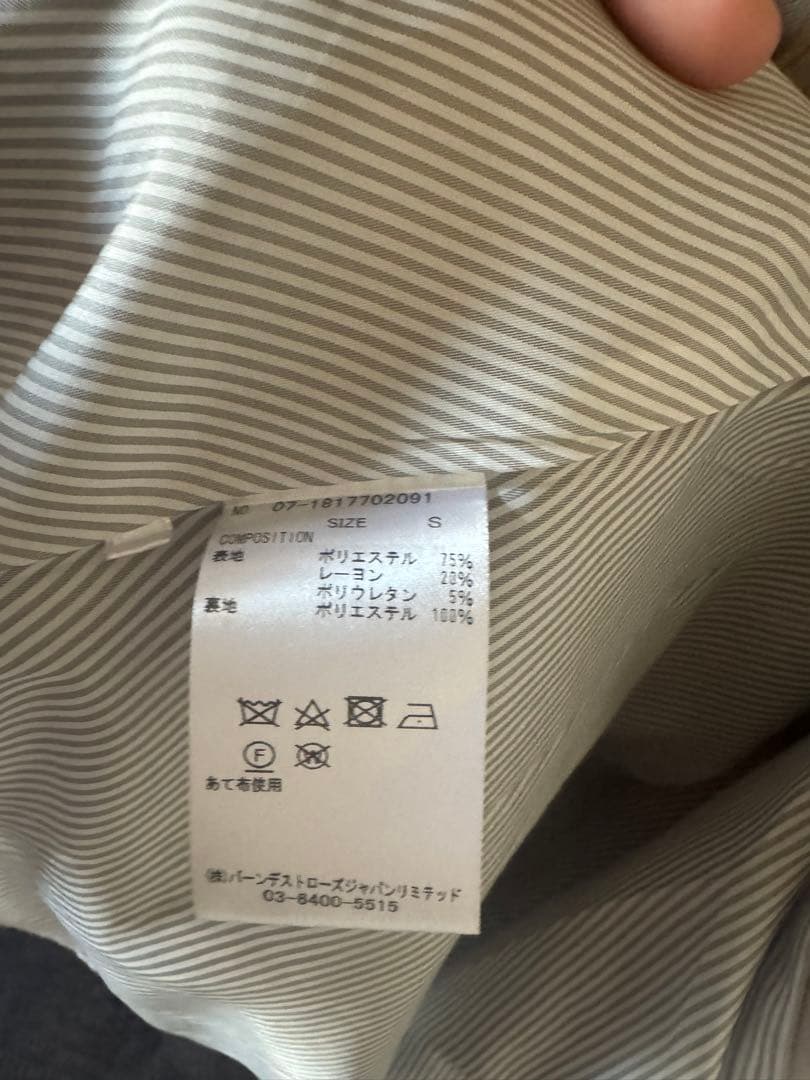 NO 07-1817702091
SIZE S
COMPOSITION
表地 ポリエステル 75%
レーヨン 20%
ポリウレタン 5%
裏地 ポリエステル 100%
F
W
あて布使用
(株)バーンデストローズジャパンリミテッド
03-8400-5515